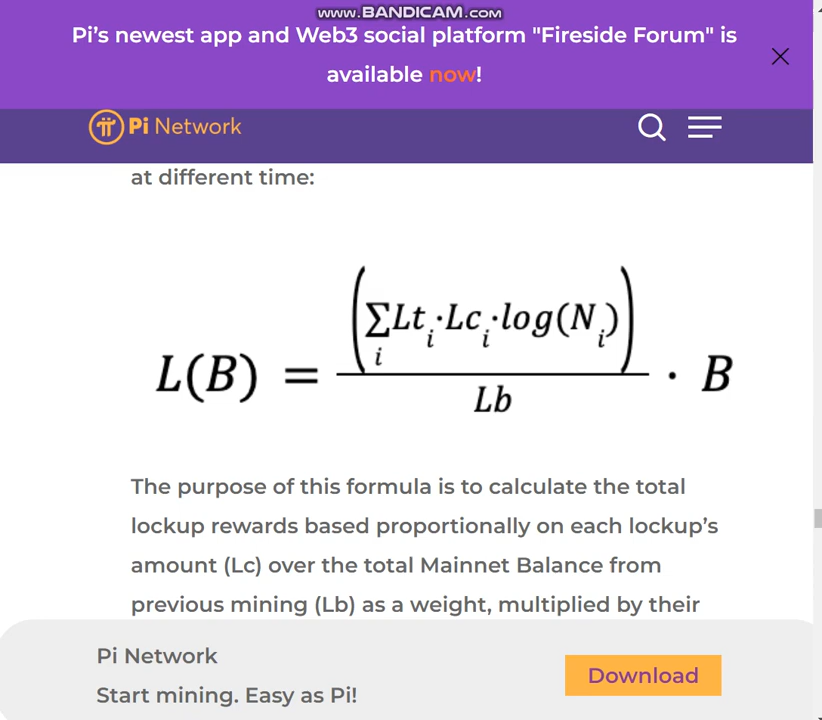 www.BANDICAM.com
Pi's newest app and Web3 social platform "Fireside Forum" is
available now!
Pi Network
at different time:
L(B) = (∑i Lti·Lci·log(Ni)) / Lb · B
The purpose of this formula is to calculate the total
lockup rewards based proportionally on each lockup's
amount (Lc) over the total Mainnet Balance from
previous mining (Lb) as a weight, multiplied by their
Pi Network
Start mining. Easy as Pi!
Download